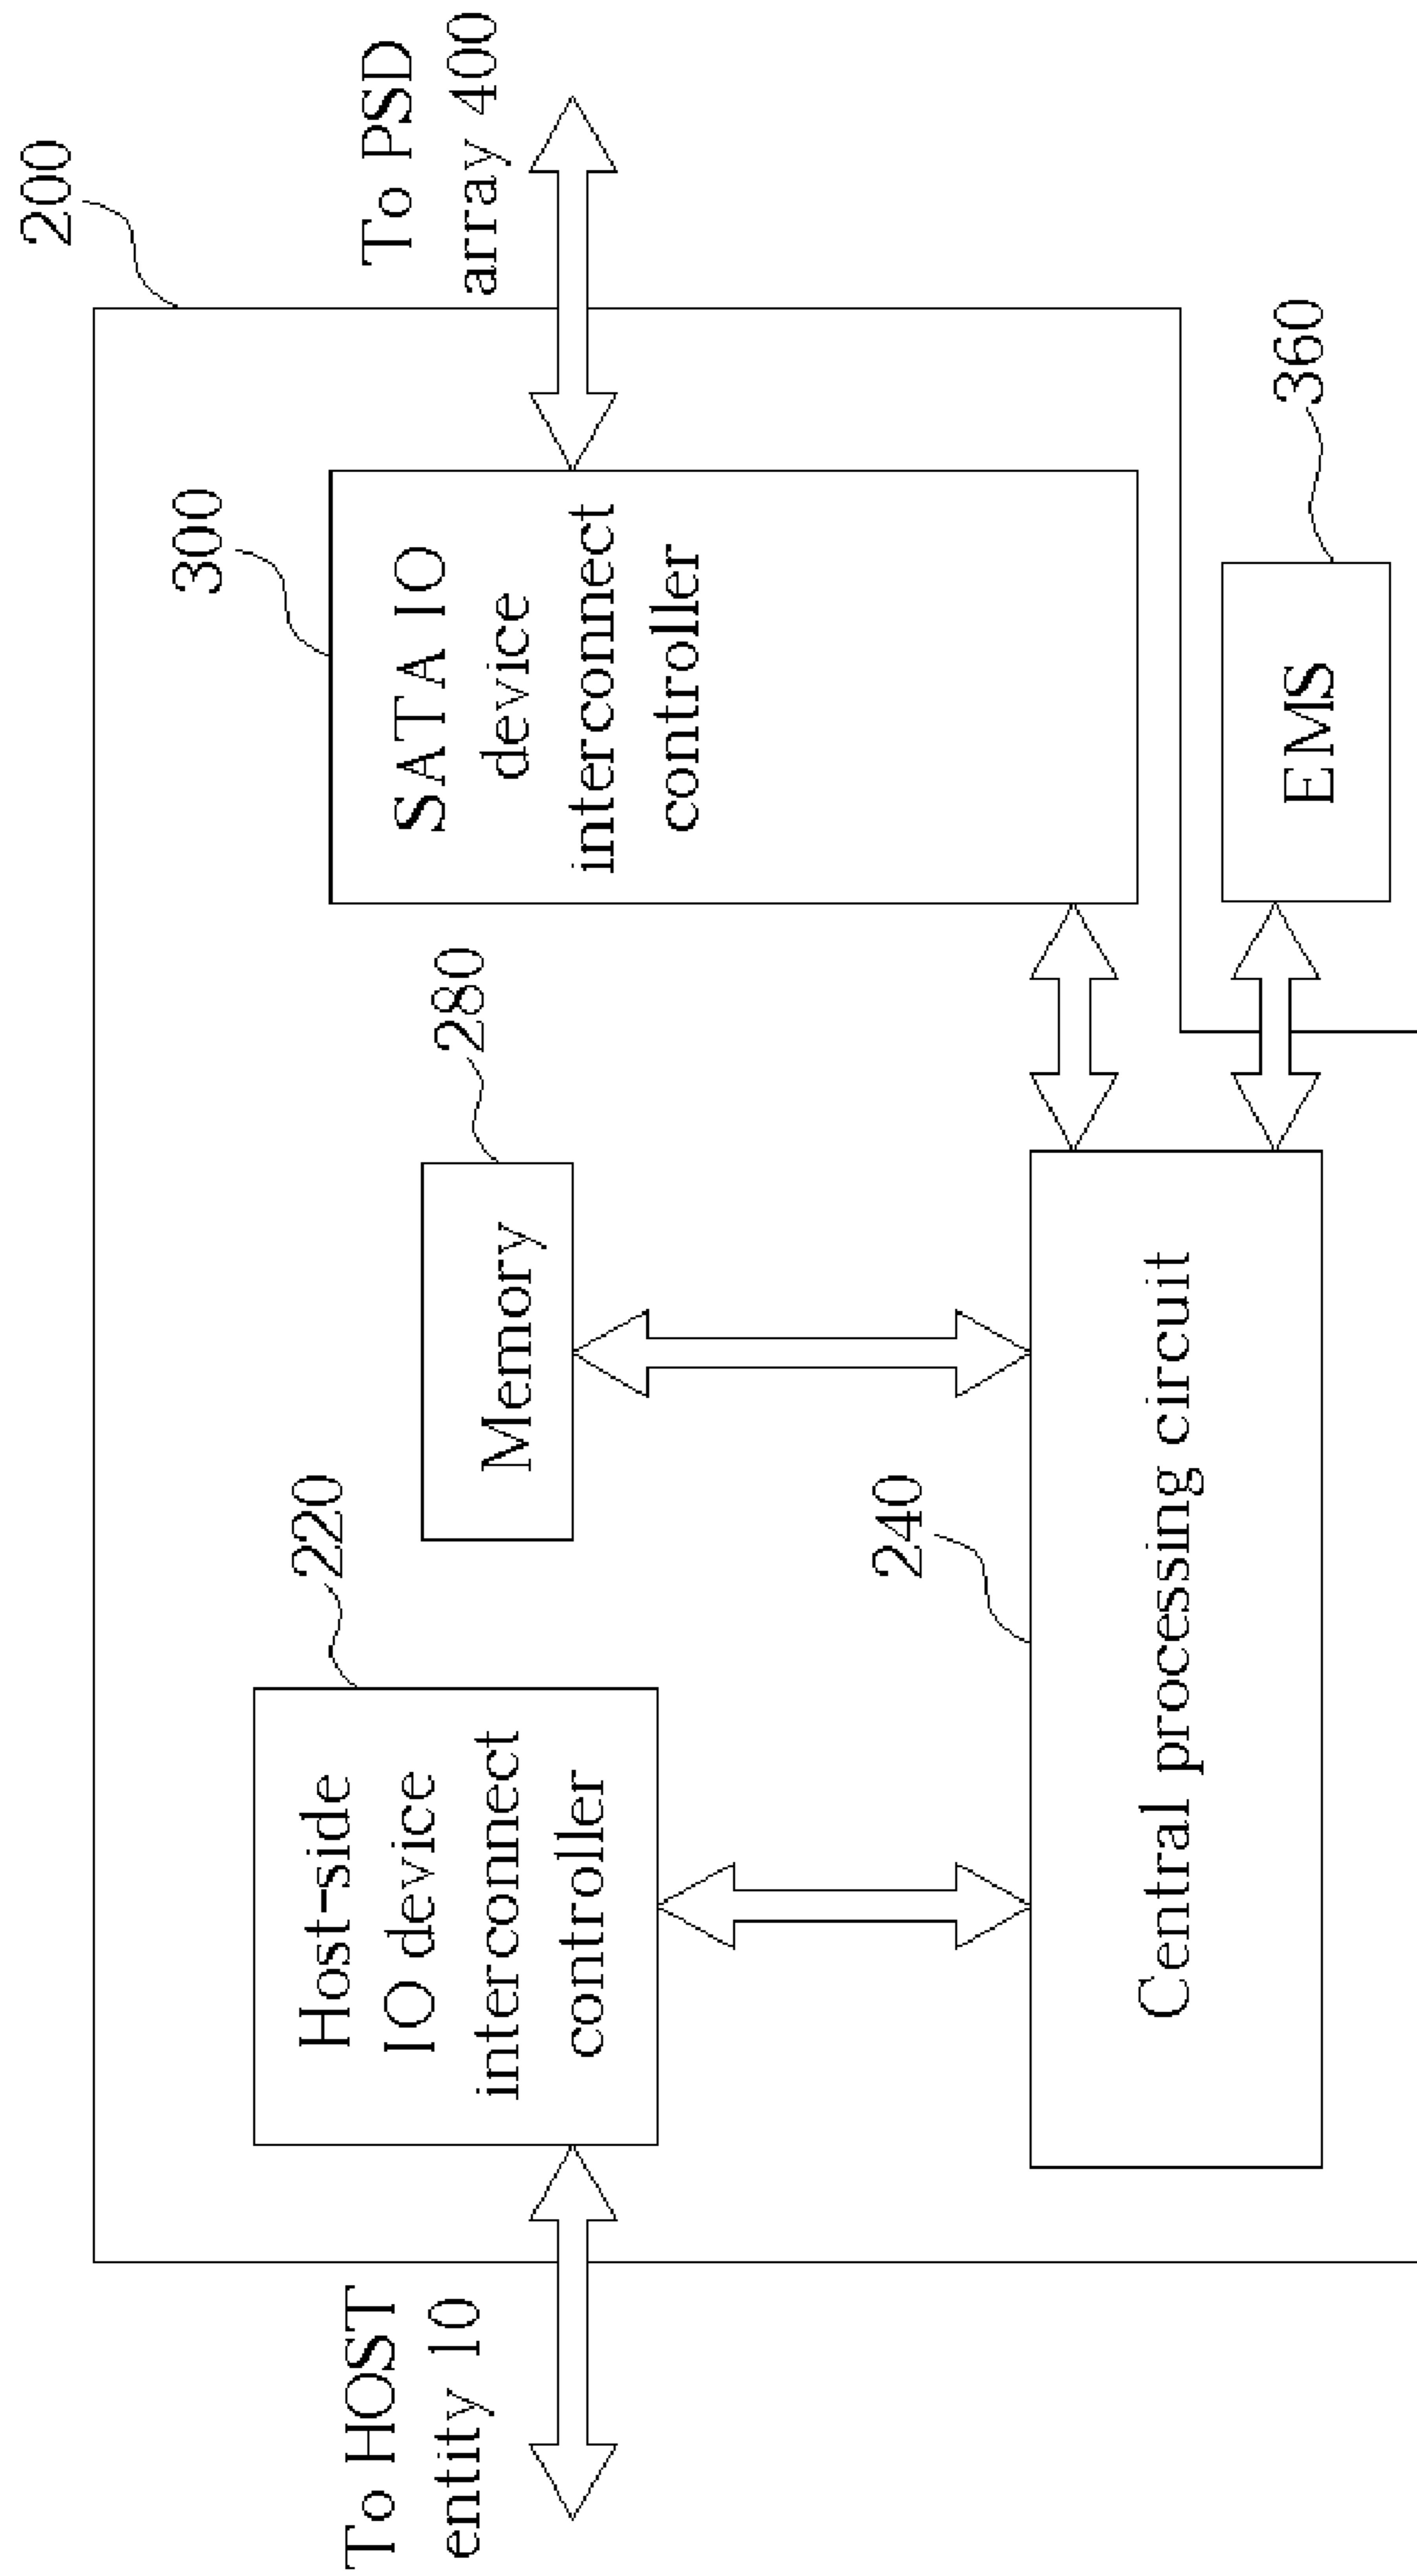 200
To PSD
array 400
300
SATA IO
device
interconnect
controller
280
Memory
220
Host-side
IO device
interconnect
controller
To HOST
entity 10
240
Central processing circuit
360
EMS